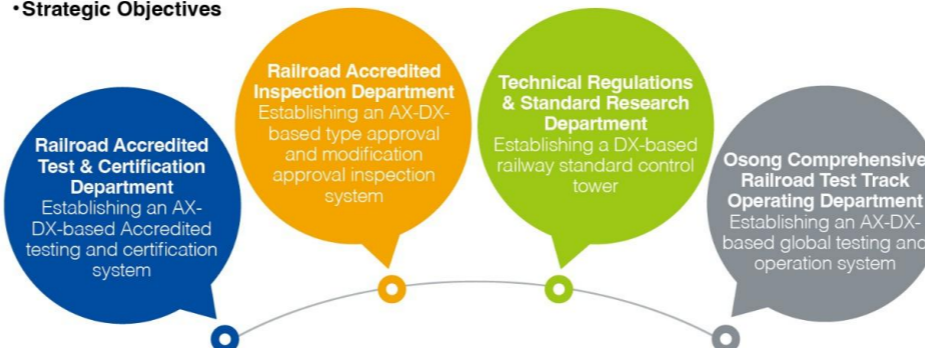 •Strategic Objectives
Railroad Accredited
Test & Certification
Department
Establishing an AX-
DX-based Accredited
testing and certification
system
Railroad Accredited
Inspection Department
Establishing an AX-DX-
based type approval
and modification
approval inspection
system
Technical Regulations
& Standard Research
Department
Establishing a DX-based
railway standard control
tower
Osong Comprehensive
Railroad Test Track
Operating Department
Establishing an AX-DX-
based global testing and
operation system